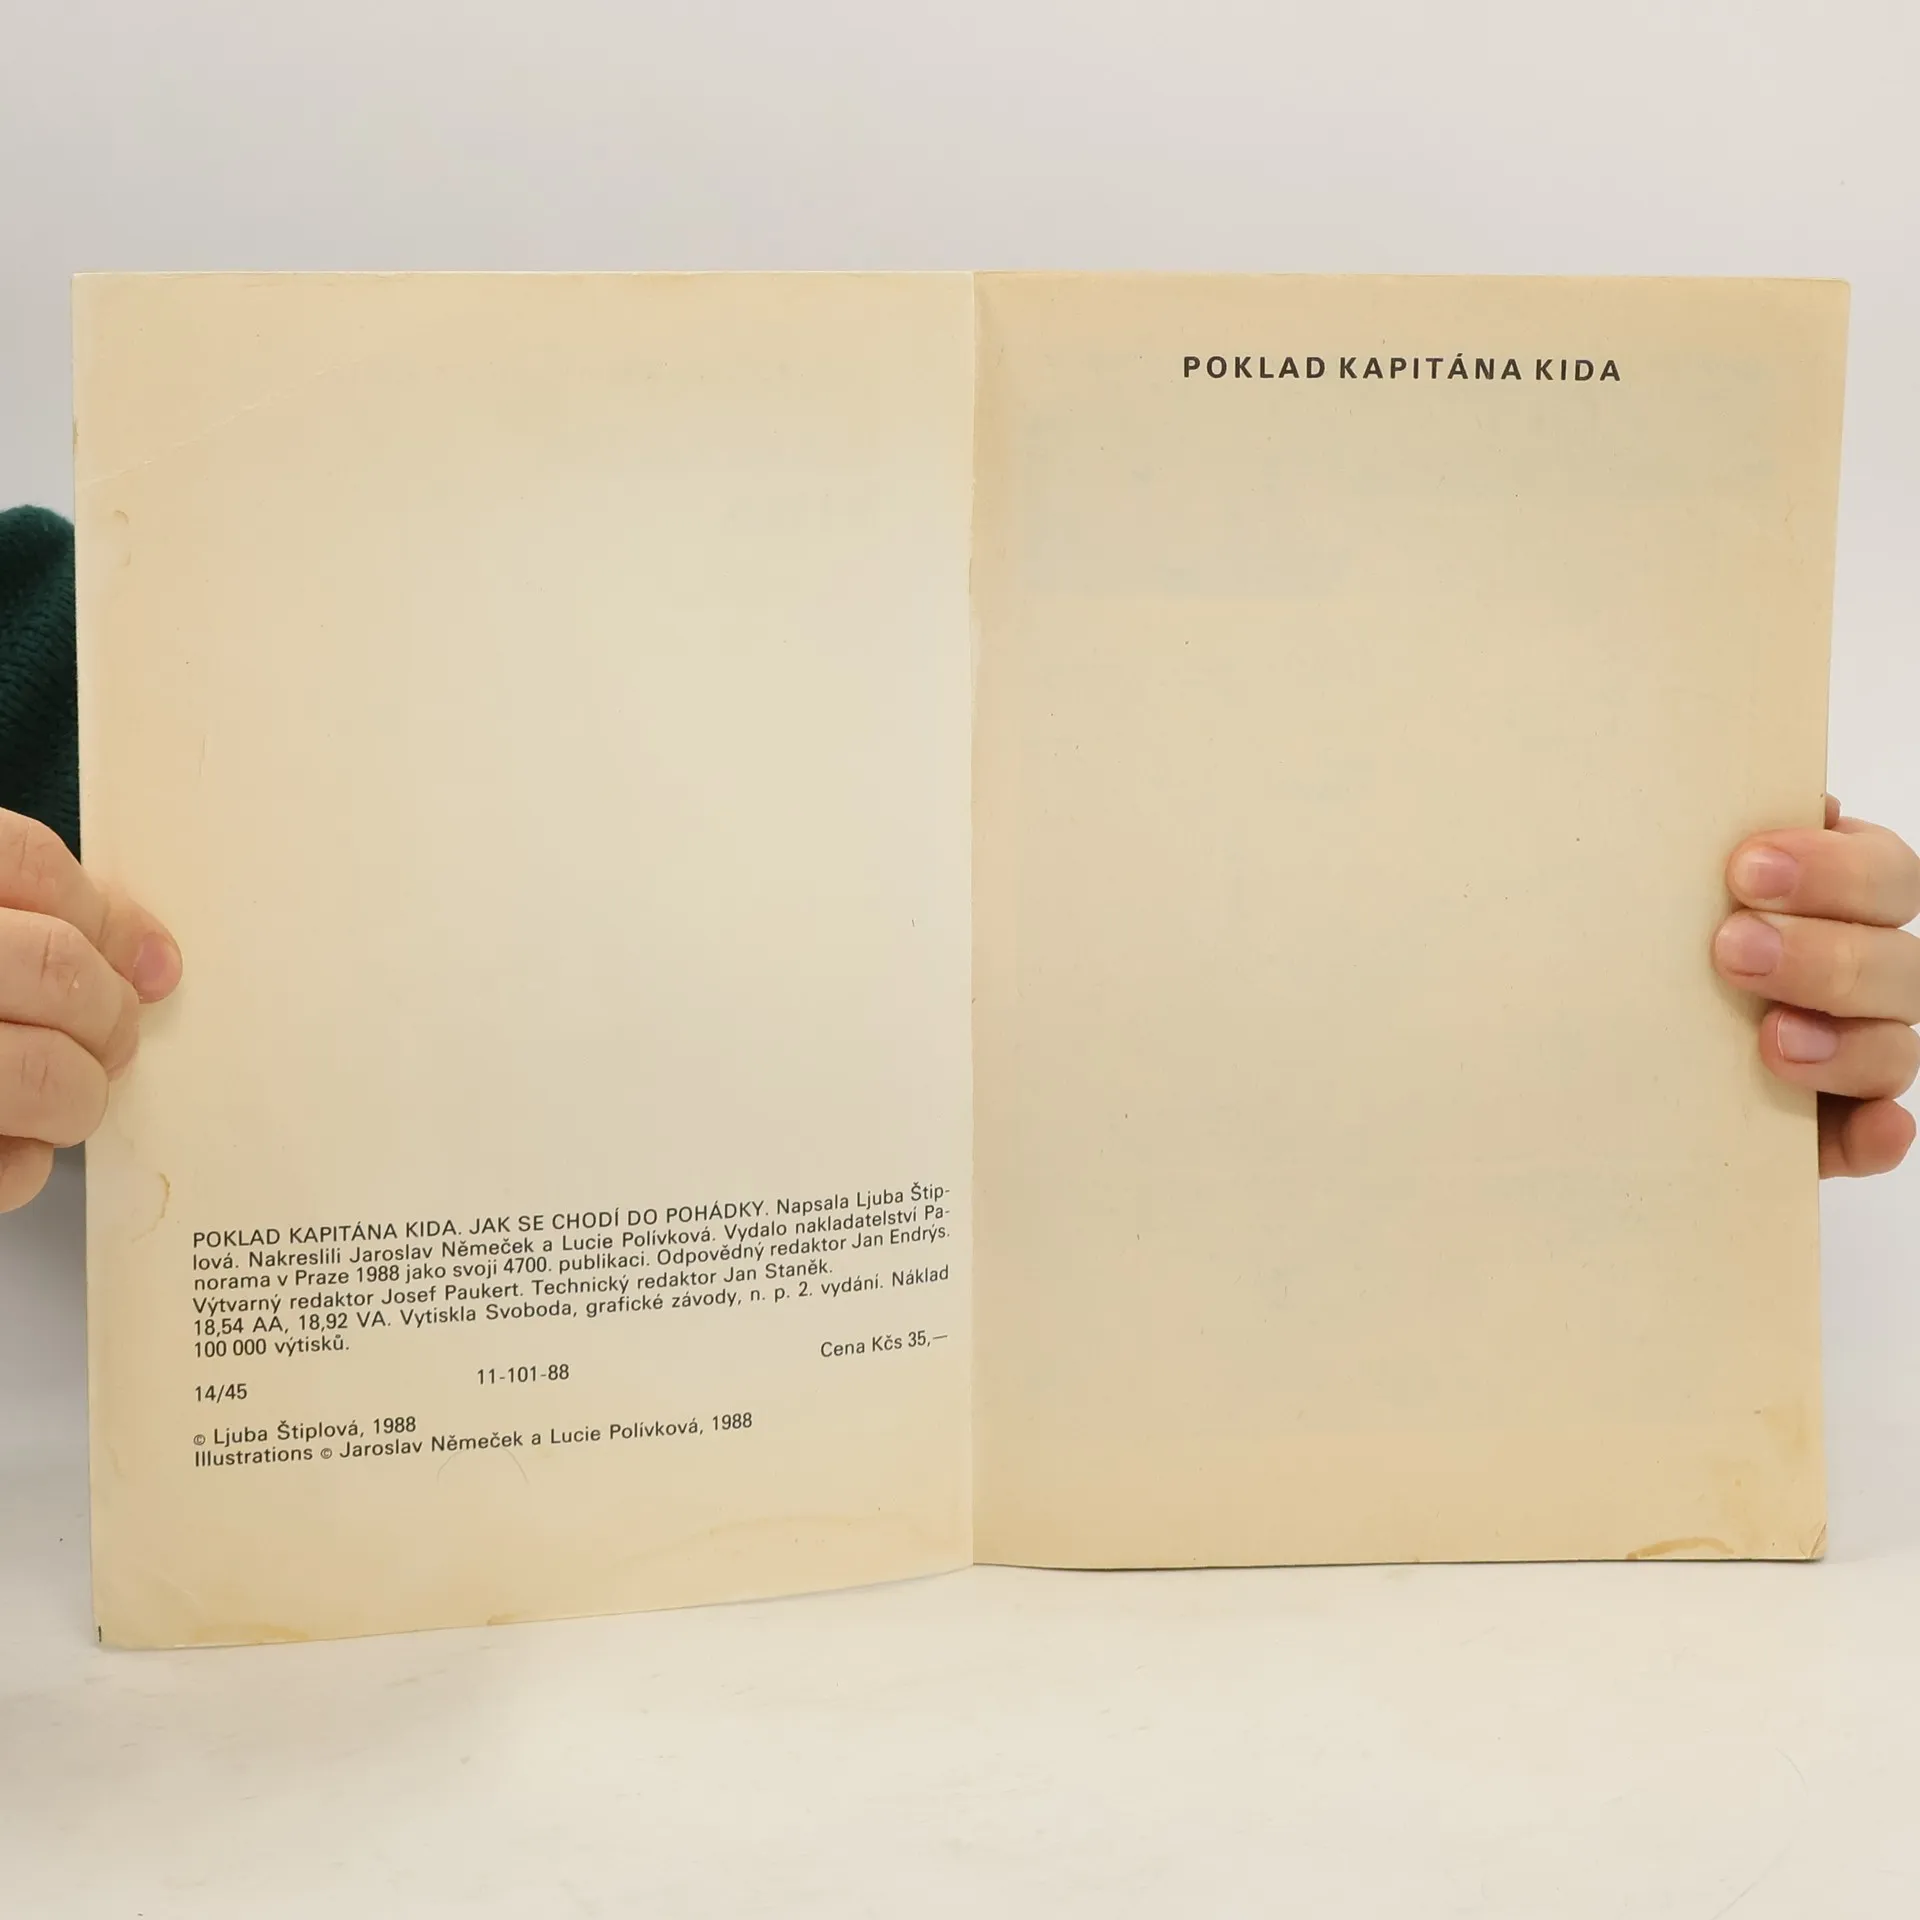 POKLAD KAPITÁNA KIDA. JAK SE CHODÍ DO POHÁDKY. Napsala Ljuba Štip-
lová. Nakreslili Jaroslav Němeček a Lucie Polívková. Vydalo nakladatelství Pa-
norama v Praze 1988 jako svoji 4700. publikaci. Odpovědný redaktor Jan Endrýs.
Výtvarný redaktor Josef Paukert. Technický redaktor Jan Staněk.
18,54 AA, 18,92 VA. Vytiskla Svoboda, grafické závody, n. p. 2. vydání. Náklad
100 000 výtisků.
Cena Kčs 35,—
14/45
11-101-88
© Ljuba Štiplová, 1988
Illustrations © Jaroslav Němeček a Lucie Polívková, 1988
POKLAD KAPITÁNA KIDA